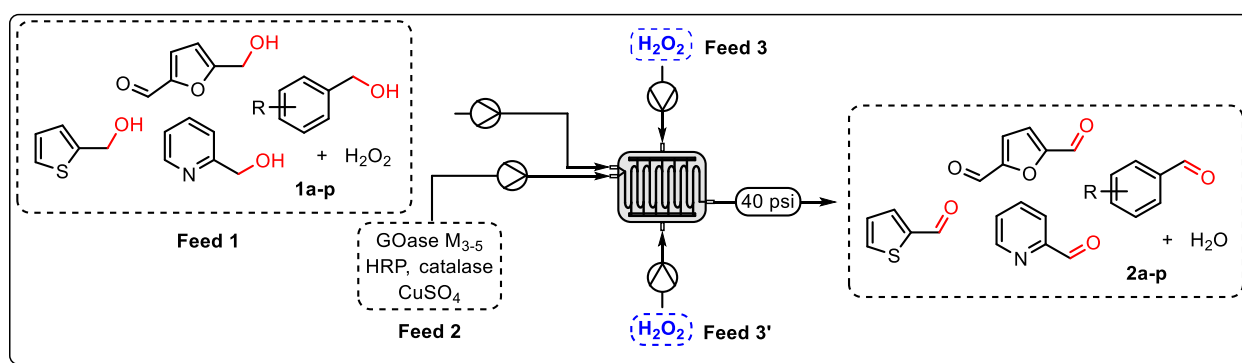 OH
O
O
OH
R
OH
S
N
OH
+ H₂O₂
1a-p
Feed 1
GOase M₃₋₅
HRP, catalase
CuSO₄
Feed 2
H₂O₂ Feed 3
40 psi
H₂O₂ Feed 3'
O
O
O
O
R
O
S
N
O
+ H₂O
2a-p